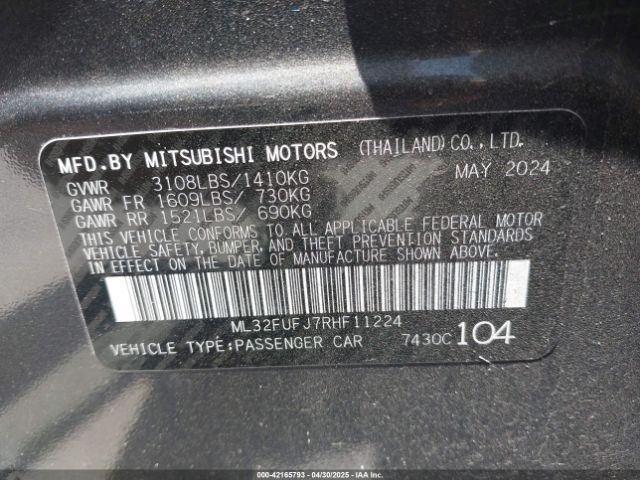 MFD.BY MITSUBISHI MOTORS (THAILAND)CO.,LTD.
GVWR 3108LBS/1410KG MAY 2024
GAWR FR 1609LBS/ 730KG
GAWR RR 1521LBS/ 690KG
THIS VEHICLE CONFORMS TO ALL APPLICABLE FEDERAL MOTOR
VEHICLE SAFETY, BUMPER, AND THEFT PREVENTION STANDARDS
IN EFFECT ON THE DATE OF MANUFACTURE SHOWN ABOVE.
ML32FUFJ7RHF11224
VEHICLE TYPE:PASSENGER CAR 7430C 104
000-42165793 - 04/30/2025 - IAA, Inc.